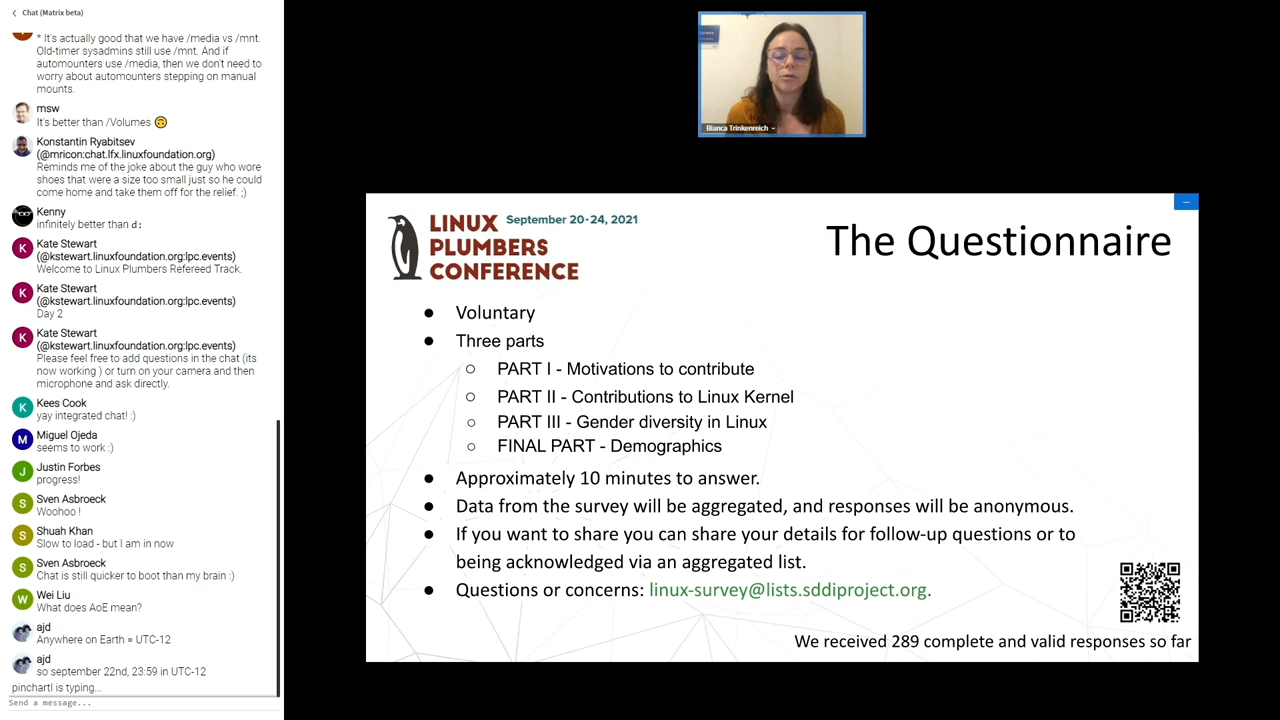 Chat (Matrix beta)
* It's actually good that we have /media vs /mnt.
Old-timer sysadmins still use /mnt. And if
automounters use /media, then we don't need to
worry about automounters stepping on manual
mounts.
msw
It's better than /Volumes 🙃
Konstantin Ryabitsev
(@mricon:chat.lfx.linuxfoundation.org)
Reminds me of the joke about the guy who wore
shoes that were a size too small just so he could
come home and take them off for the relief. ;)
Kenny
infinitely better than d:
K
Kate Stewart
(@kstewart.linuxfoundation.org:lpc.events)
Welcome to Linux Plumbers Refereed Track.
K
Kate Stewart
(@kstewart.linuxfoundation.org:lpc.events)
Day 2
K
Kate Stewart
(@kstewart.linuxfoundation.org:lpc.events)
Please feel free to add questions in the chat (its
now working ) or turn on your camera and then
microphone and ask directly.
K
Kees Cook
yay integrated chat! :)
M
Miguel Ojeda
seems to work :)
J
Justin Forbes
progress!
S
Sven Asbroeck
Woohoo !
S
Shuah Khan
Slow to load - but I am in now
S
Sven Asbroeck
Chat is still quicker to boot than my brain :)
W
Wei Liu
What does AoE mean?
ajd
Anywhere on Earth = UTC-12
ajd
so september 22nd, 23:59 in UTC-12
pinchartl is typing...
Send a message...
Bianca Trinkenreich
LINUX
PLUMBERS
CONFERENCE
September 20-24, 2021
The Questionnaire
● Voluntary
● Three parts
○ PART I - Motivations to contribute
○ PART II - Contributions to Linux Kernel
○ PART III - Gender diversity in Linux
○ FINAL PART - Demographics
● Approximately 10 minutes to answer.
● Data from the survey will be aggregated, and responses will be anonymous.
● If you want to share you can share your details for follow-up questions or to
being acknowledged via an aggregated list.
● Questions or concerns: linux-survey@lists.sddiproject.org.
We received 289 complete and valid responses so far